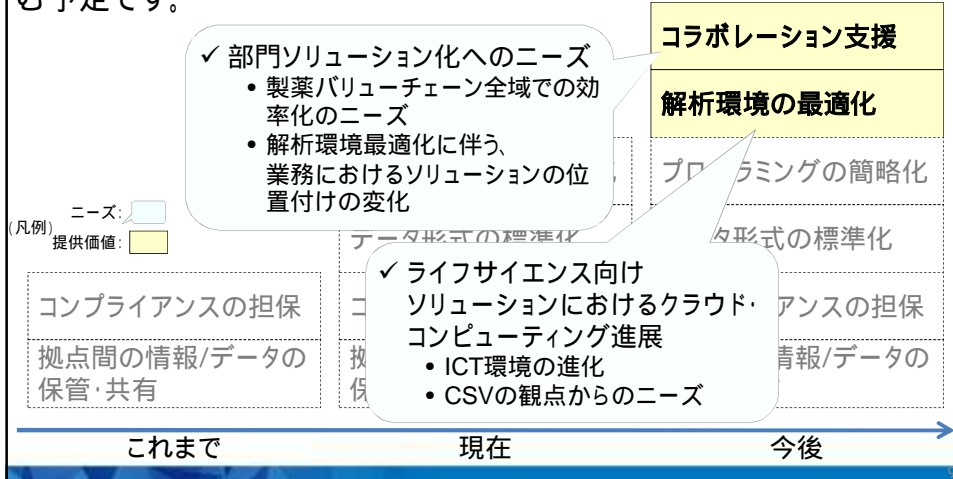 む予定です。
コラボレーション支援
✓ 部門ソリューション化へのニーズ
• 製薬バリューチェーン全域での効
率化のニーズ
• 解析環境最適化に伴う、
業務におけるソリューションの位
置付けの変化
解析環境の最適化
プログラミングの簡略化
(凡例)
ニーズ:
提供価値:
データ形式の標準化
タ形式の標準化
✓ ライフサイエンス向け
ソリューションにおけるクラウド・
コンピューティング進展
• ICT環境の進化
• CSVの観点からのニーズ
コンプライアンスの担保
コ
アンスの担保
拠点間の情報/データの
保管・共有
拠
保
情報/データの
これまで
現在
今後